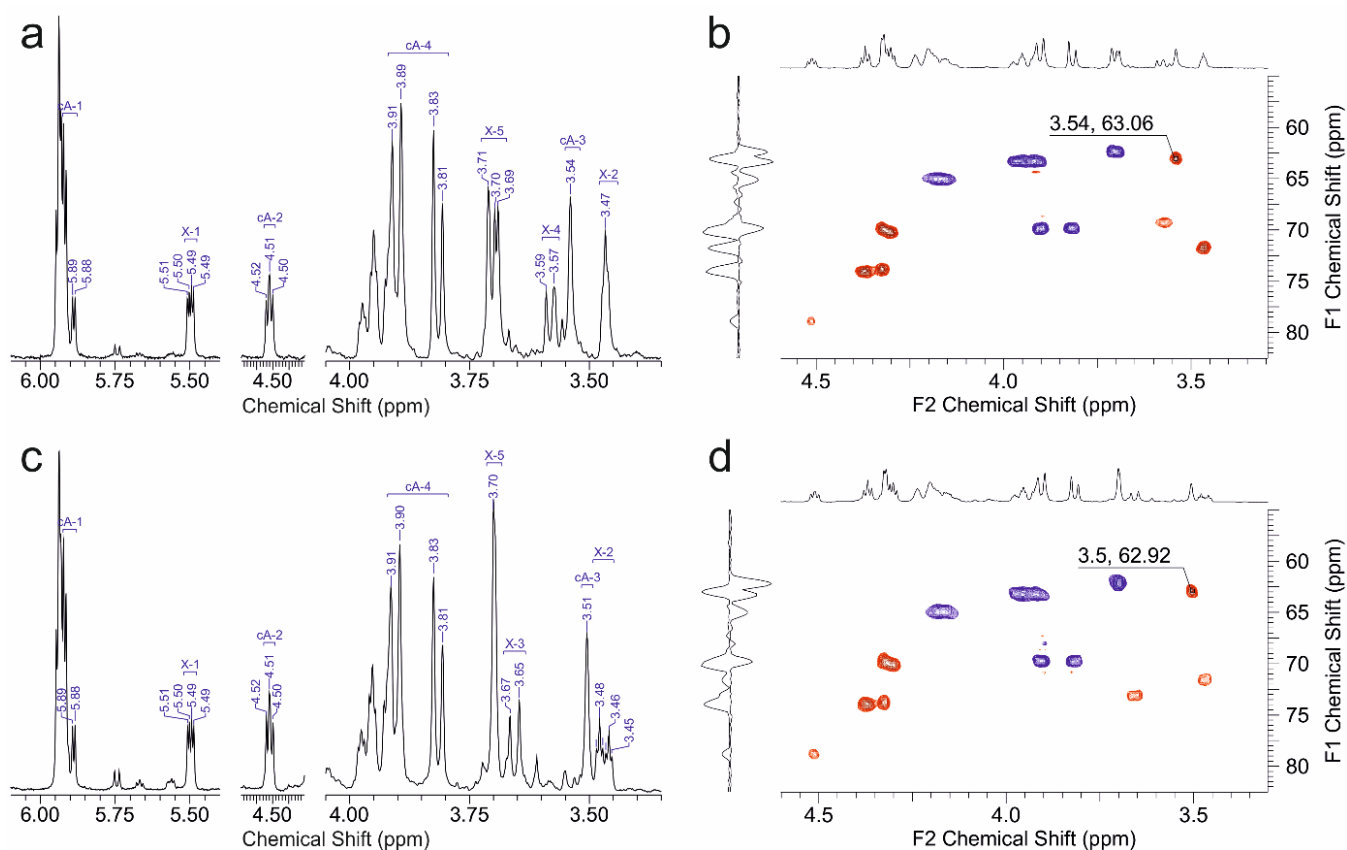 a
cA-1
5.89
5.88
X-1
5.51
5.50
5.49
5.49
cA-2
4.52
4.51
4.50
cA-4
3.91
3.89
3.83
3.81
X-5
3.71
3.70
3.69
X-4
3.59
3.57
cA-3
3.54
X-2
3.47
6.00 5.75 5.50 4.50 4.00 3.75 3.50
Chemical Shift (ppm)
b
3.54, 63.06
60
65
70
75
80
F1 Chemical Shift (ppm)
4.5 4.0 3.5
F2 Chemical Shift (ppm)
c
cA-1
5.89
5.88
X-1
5.51
5.50
5.49
5.49
cA-2
4.52
4.51
4.50
cA-4
3.91
3.90
3.83
3.81
X-5
3.70
X-3
3.67
3.65
cA-3
3.51
X-2
3.48
3.46
3.45
6.00 5.75 5.50 4.50 4.00 3.75 3.50
Chemical Shift (ppm)
d
3.5, 62.92
60
65
70
75
80
F1 Chemical Shift (ppm)
4.5 4.0 3.5
F2 Chemical Shift (ppm)